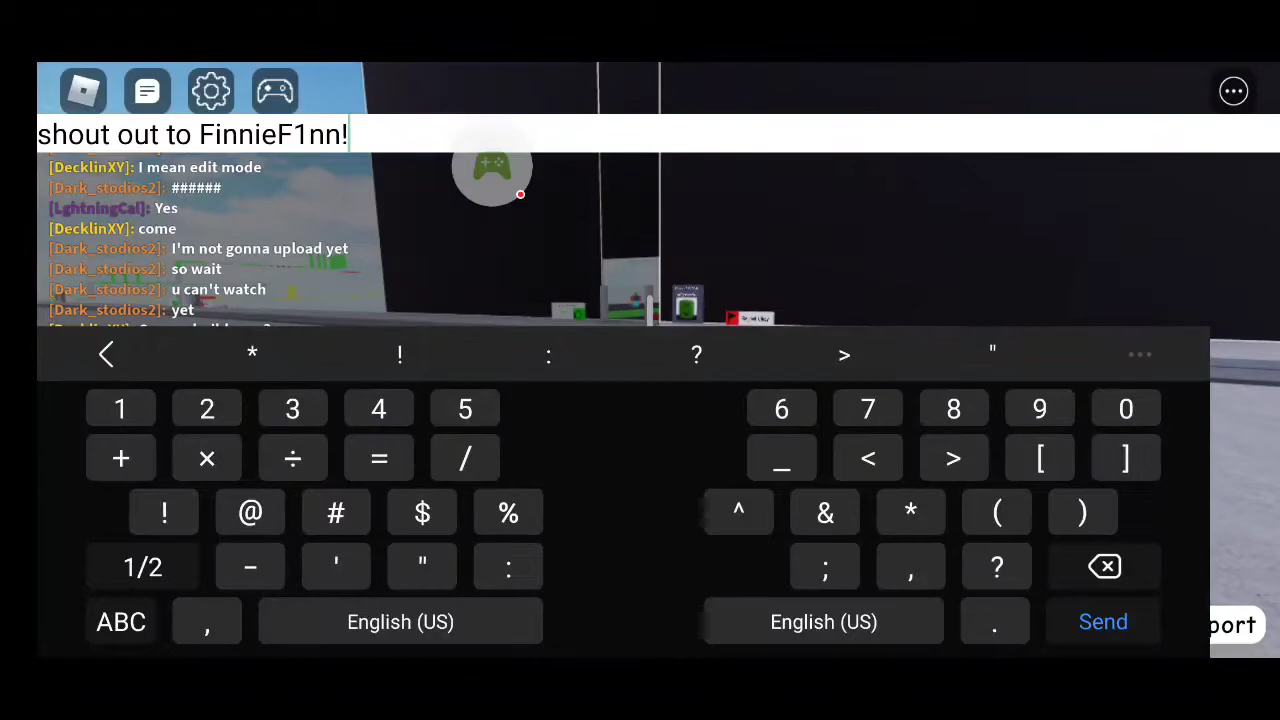 shout out to FinnieF1nn!
[DecklinXY]: I mean edit mode
[Dark_stodios2]: ######
[LghtningCal]: Yes
[DecklinXY]: come
[Dark_stodios2]: I'm not gonna upload yet
[Dark_stodios2]: so wait
[Dark_stodios2]: u can't watch
[Dark_stodios2]: yet
* ! : ? > "
1 2 3 4 5 6 7 8 9 0
+ × ÷ = / _ < > [ ]
! @ # $ % ^ & * ( )
1/2 - ' " : ; , ?
ABC , English (US) English (US) . Send
port